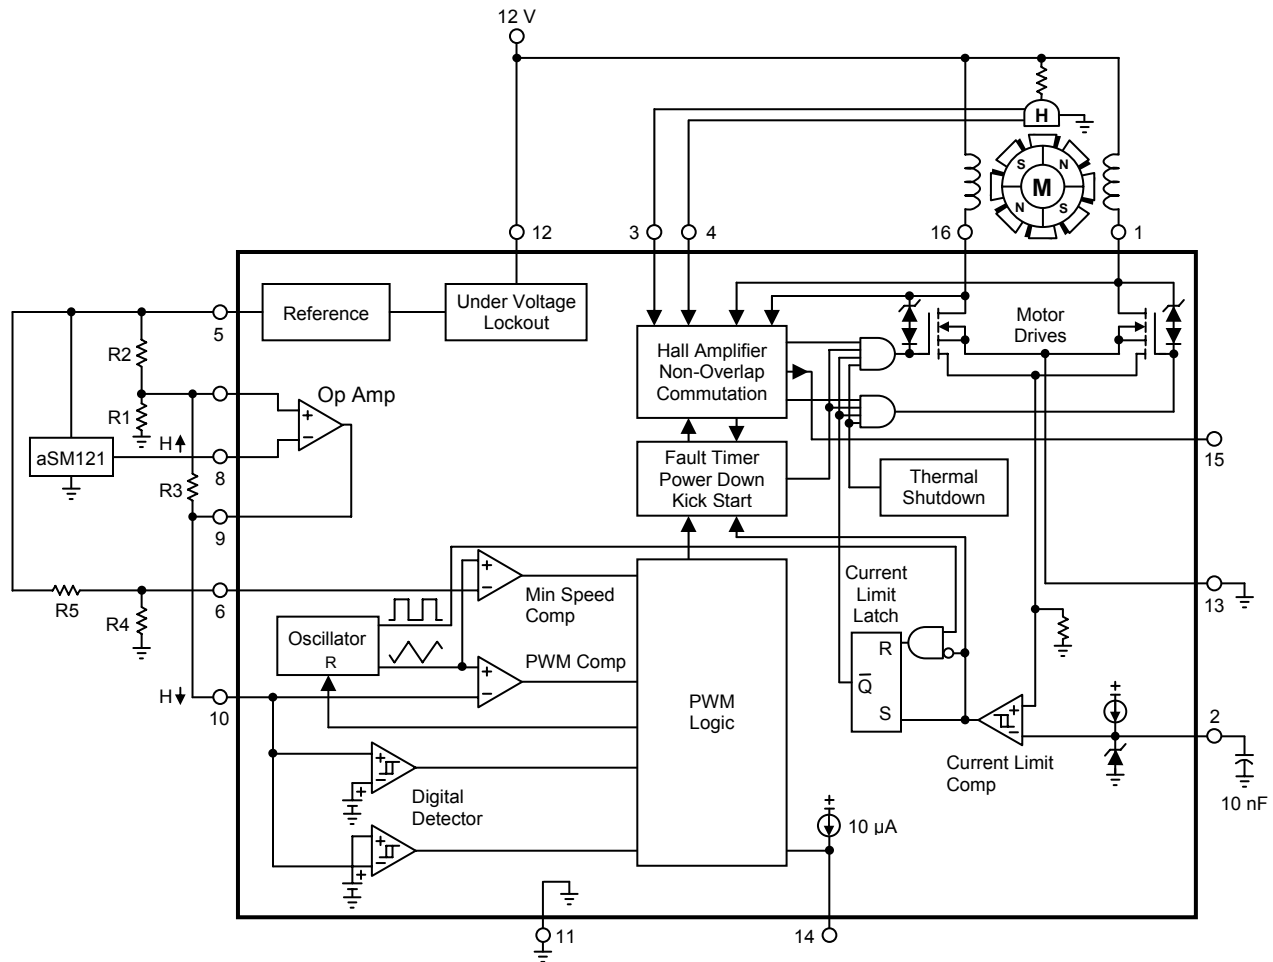 12 V
H
S
N
M
N
S
12
3
4
16
1
5
Reference
Under Voltage
Lockout
Motor
Drives
R2
Hall Amplifier
Non-Overlap
Commutation
Op Amp
+
−
R1
H
aSM121
8
15
Fault Timer
Power Down
Kick Start
Thermal
Shutdown
R3
9
+
−
Min Speed
Comp
Current
Limit
Latch
R5
6
R4
13
Oscillator
R
R
Q̅
S
+
−
PWM Comp
H
10
PWM
Logic
+
−
+
2
Current Limit
Comp
+
−
+
Digital
Detector
10 nF
+
10 µA
+
−
+
11
14